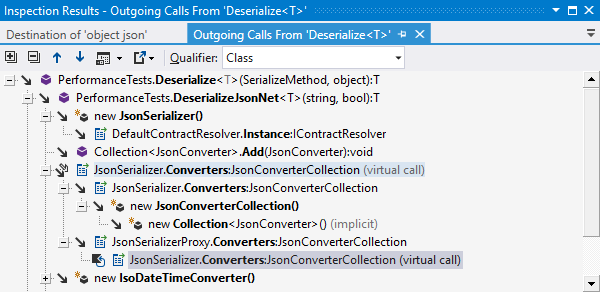 Inspection Results - Outgoing Calls From 'Deserialize<T>'
Destination of 'object json' Outgoing Calls From 'Deserialize<T>'
Qualifier: Class
PerformanceTests.Deserialize<T>(SerializeMethod, object):T
PerformanceTests.DeserializeJsonNet<T>(string, bool):T
new JsonSerializer()
DefaultContractResolver.Instance:IContractResolver
Collection<JsonConverter>.Add(JsonConverter):void
JsonSerializer.Converters:JsonConverterCollection (virtual call)
JsonSerializer.Converters:JsonConverterCollection
new JsonConverterCollection()
new Collection<JsonConverter>() (implicit)
JsonSerializerProxy.Converters:JsonConverterCollection
JsonSerializer.Converters:JsonConverterCollection (virtual call)
new IsoDateTimeConverter()